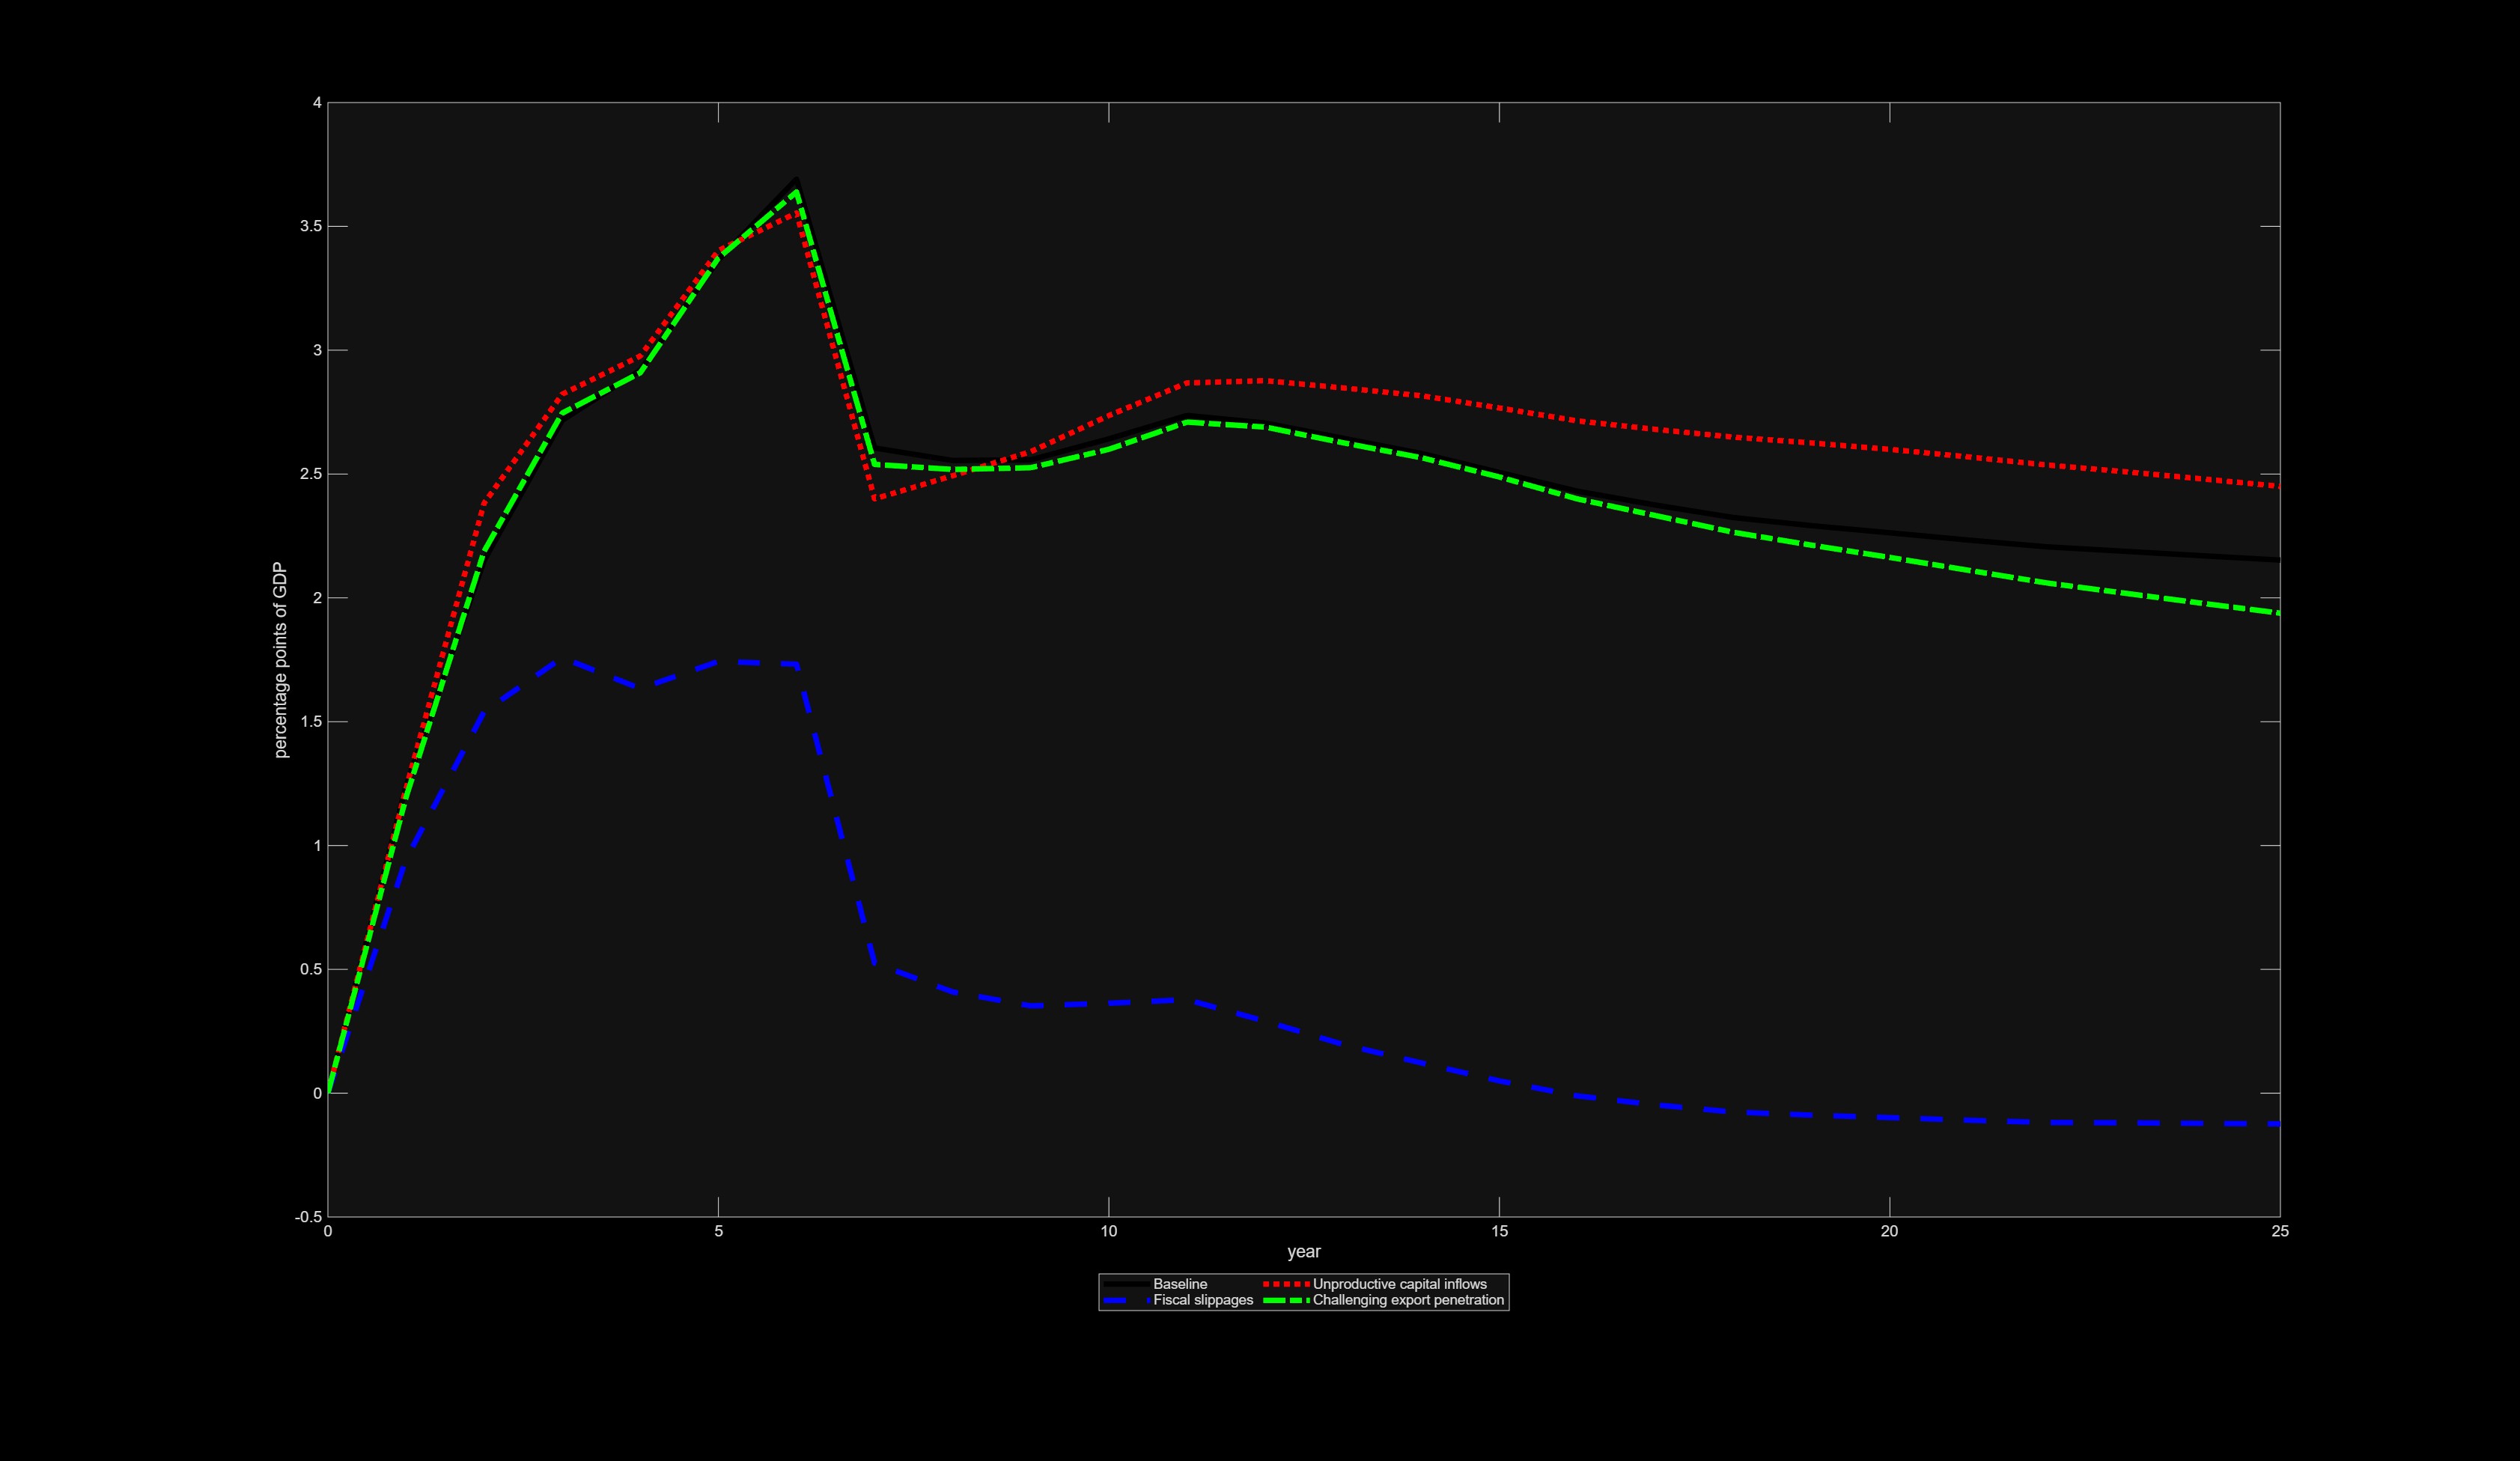 4
3.5
3
2.5
2
1.5
1
0.5
0
-0.5
percentage points of GDP
0 5 10 15 20 25
year
Baseline Unproductive capital inflows
Fiscal slippages Challenging export penetration